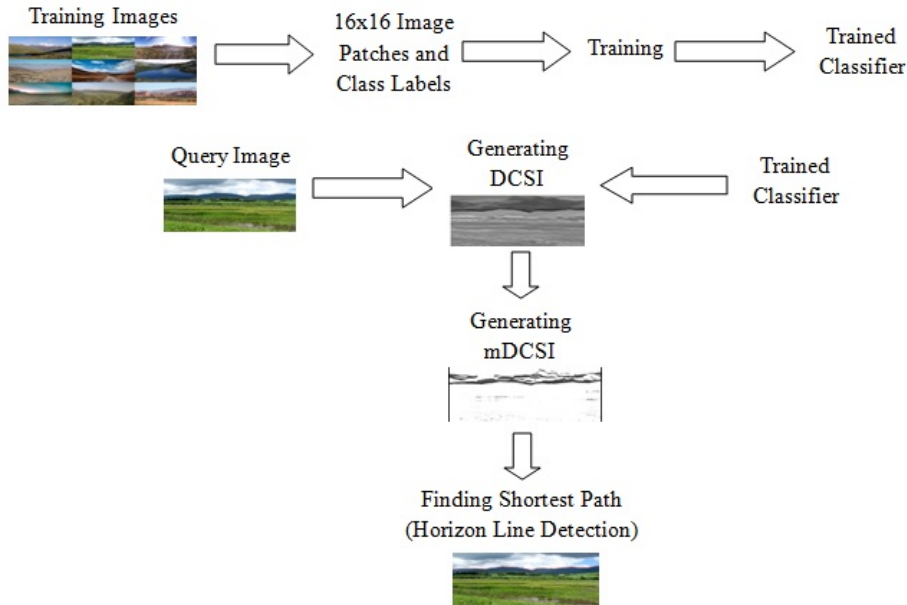 Training Images
16x16 Image
Patches and
Class Labels
Training
Trained
Classifier
Query Image
Generating
DCSI
Trained
Classifier
Generating
mDCSI
Finding Shortest Path
(Horizon Line Detection)